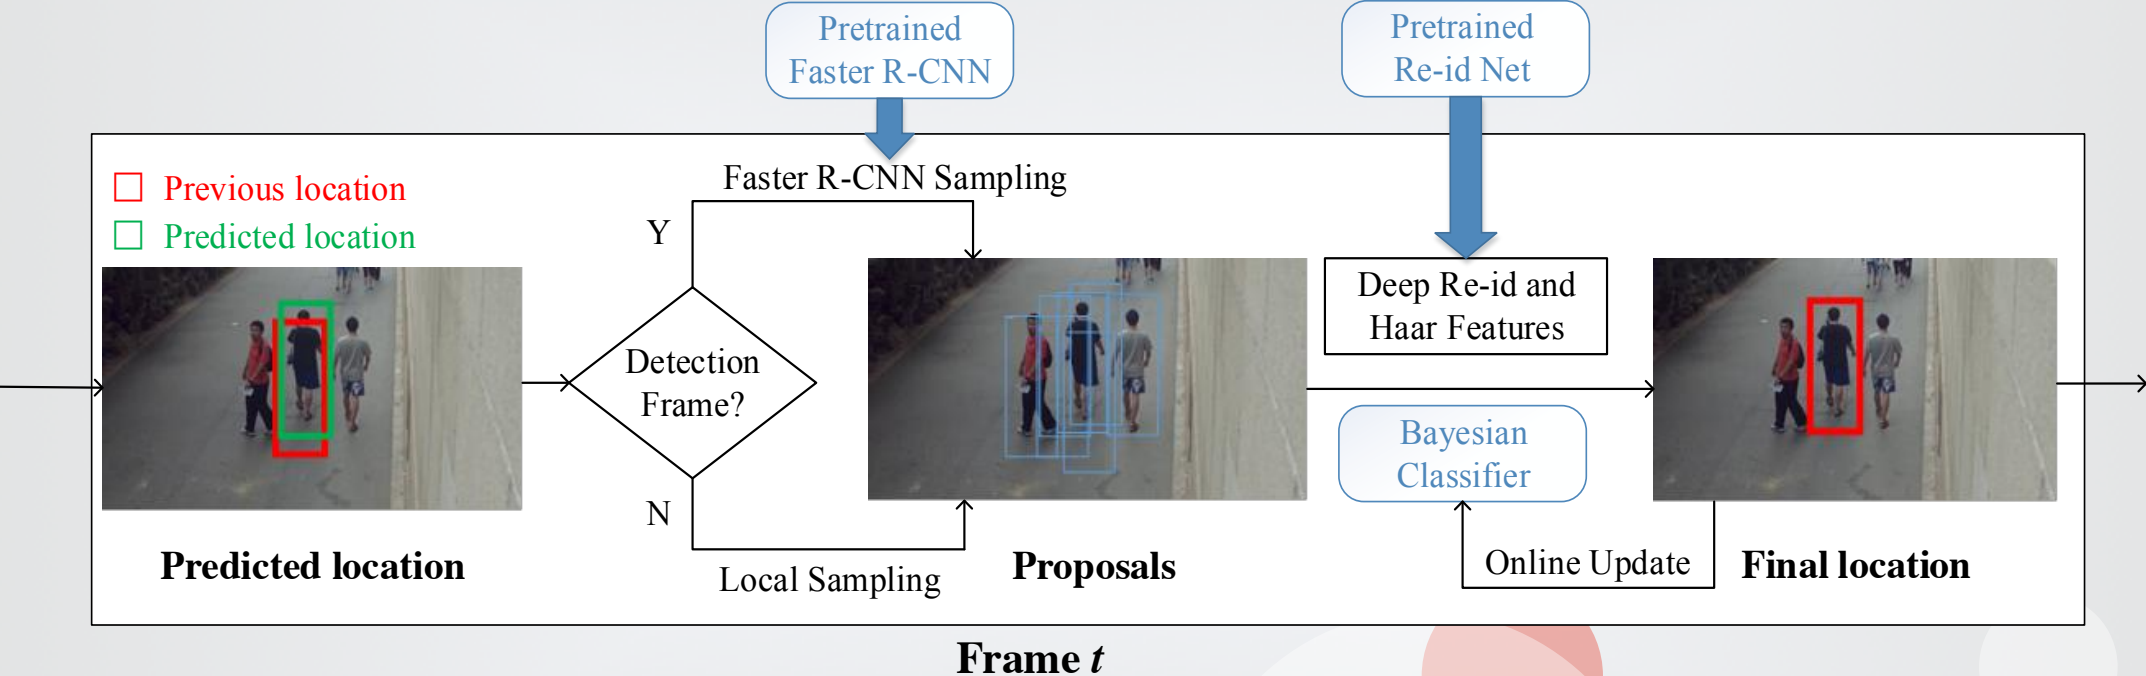 Pretrained
Faster R-CNN
Pretrained
Re-id Net
Previous location
Predicted location
Faster R-CNN Sampling
Y
Detection
Frame?
N
Local Sampling
Deep Re-id and
Haar Features
Bayesian
Classifier
Online Update
Predicted location
Proposals
Final location
Frame t